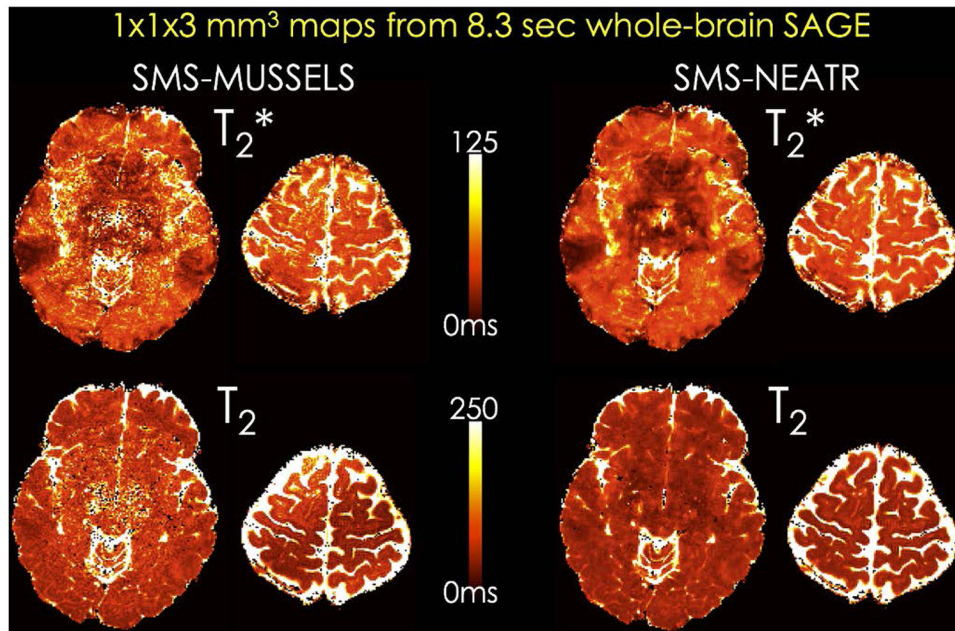 1x1x3 mm³ maps from 8.3 sec whole-brain SAGE
SMS-MUSSELS
SMS-NEATR
T₂*
T₂*
125
0ms
T₂
T₂
250
0ms